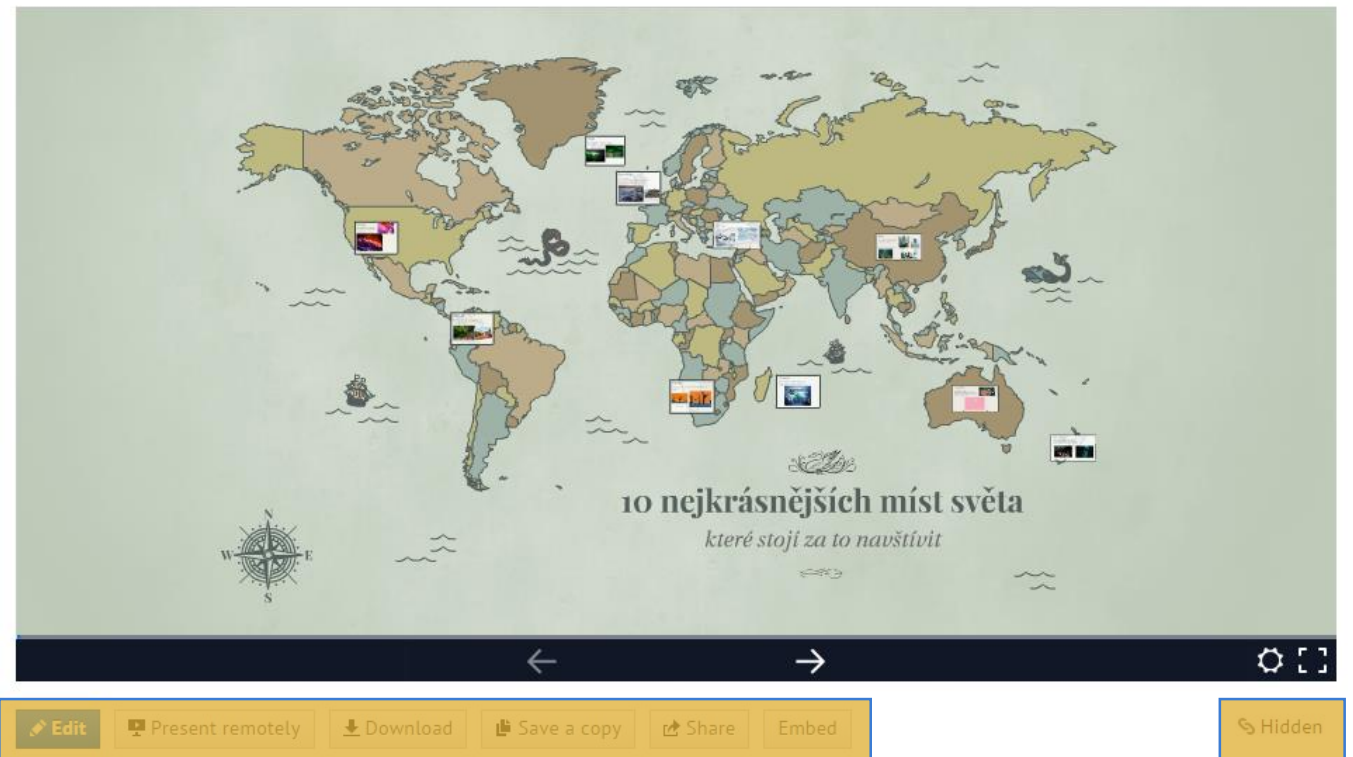 N
W
E
S
10 nejkrásnějších míst světa
které stojí za to navštívit
Edit
Present remotely
Download
Save a copy
Share
Embed
Hidden